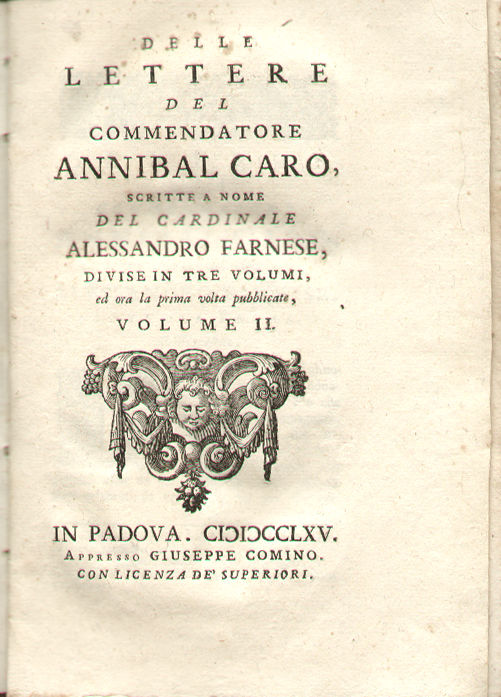 DELLE
LETTERE
DEL
COMMENDATORE
ANNIBAL CARO,
SCRITTE A NOME
DEL CARDINALE
ALESSANDRO FARNESE,
DIVISE IN TRE VOLUMI,
ed ora la prima volta pubblicate,
VOLUME II.
IN PADOVA. CIƆIƆCCLXV.
APPRESSO GIUSEPPE COMINO.
CON LICENZA DE' SUPERIORI.